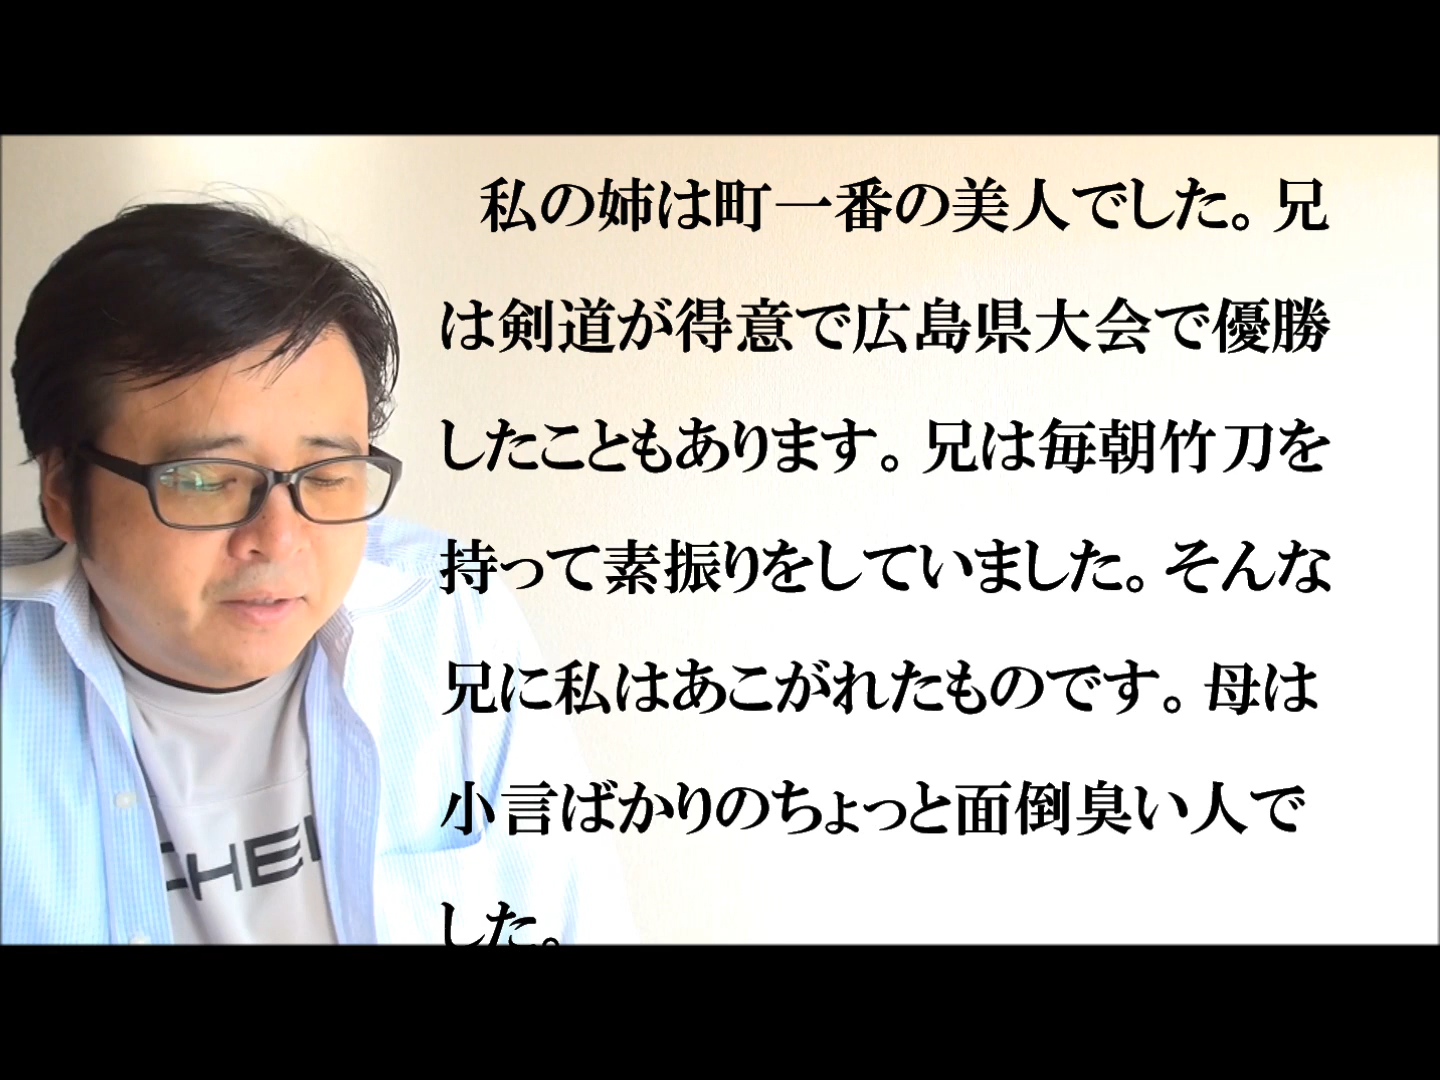 私の姉は町一番の美人でした。兄
は剣道が得意で広島県大会で優勝
したこともあります。兄は毎朝竹刀を
持って素振りをしていました。そんな
兄に私はあこがれたものです。母は
小言ばかりのちょっと面倒臭い人で
した。